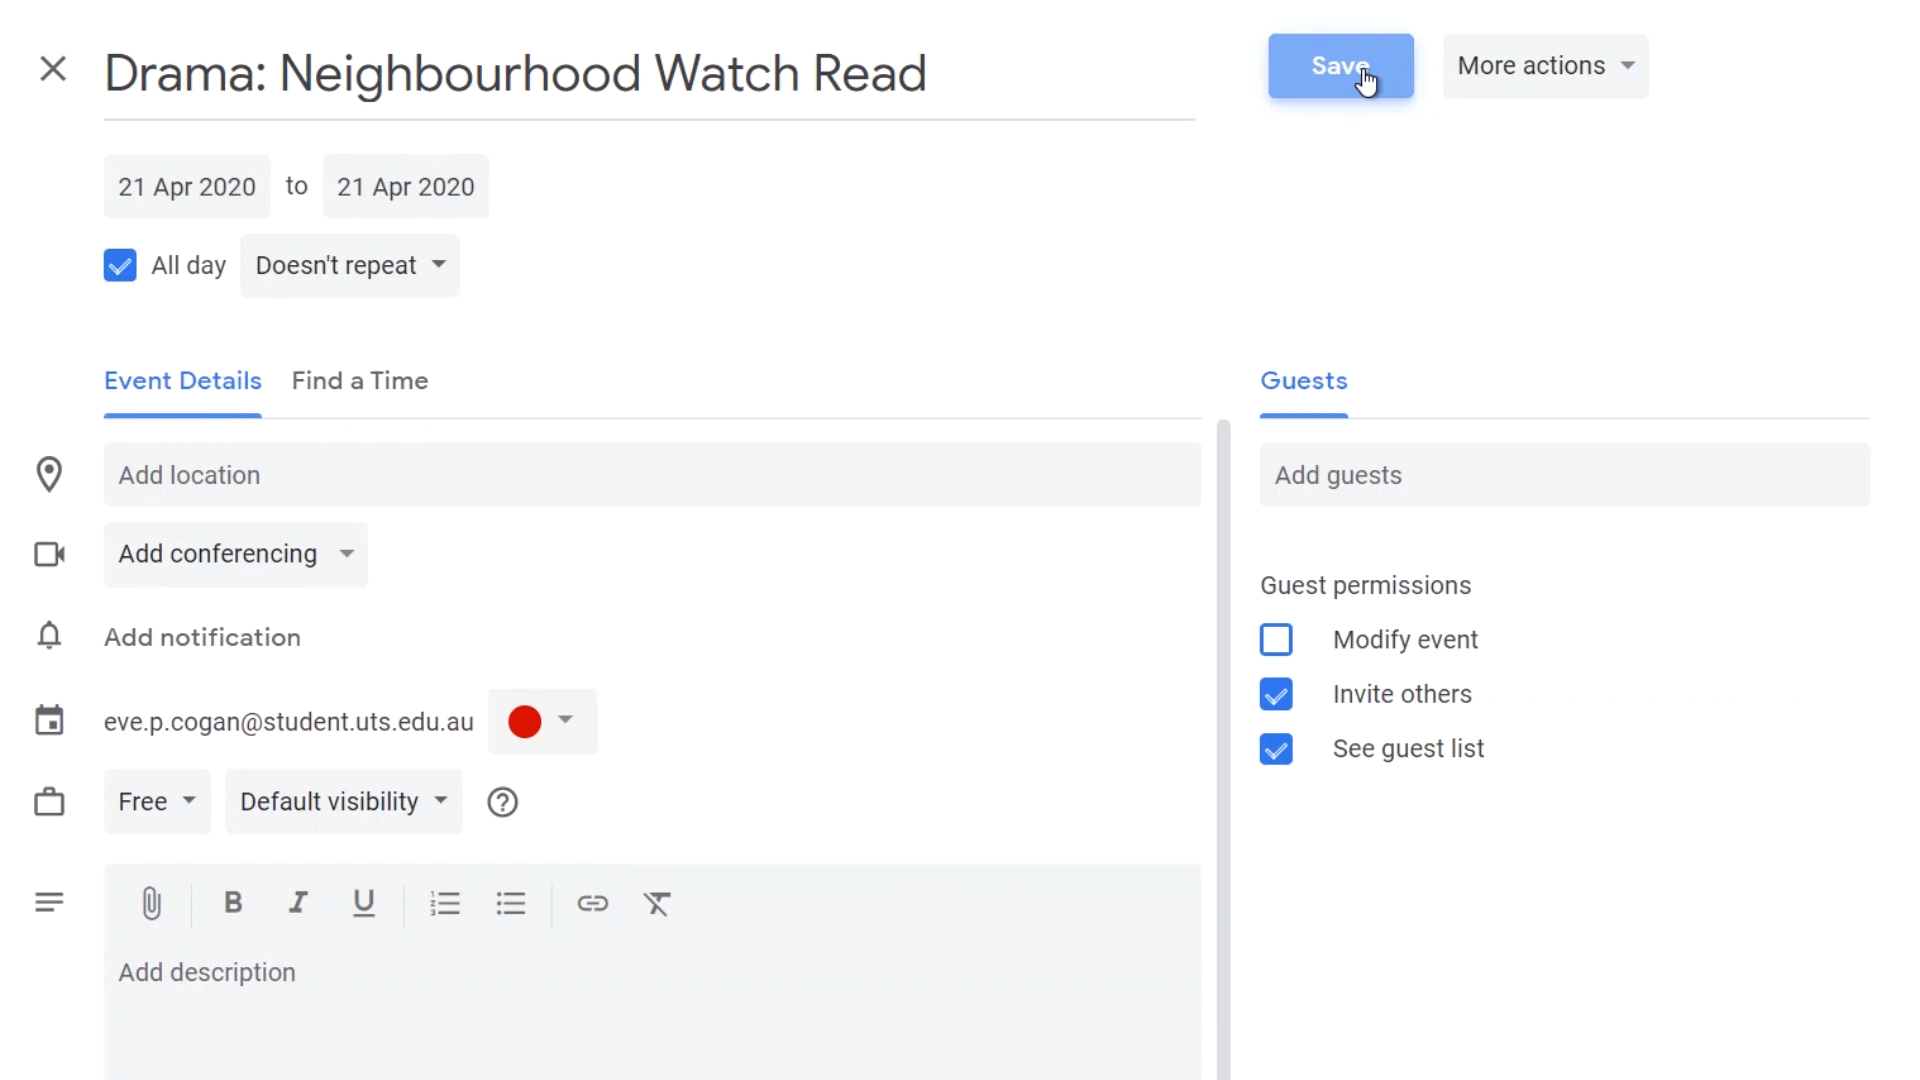 Drama: Neighbourhood Watch Read
Save
More actions
21 Apr 2020 to 21 Apr 2020
All day
Doesn't repeat
Event Details
Find a Time
Guests
Add location
Add guests
Add conferencing
Guest permissions
Add notification
Modify event
Invite others
eve.p.cogan@student.uts.edu.au
See guest list
Free
Default visibility
Add description